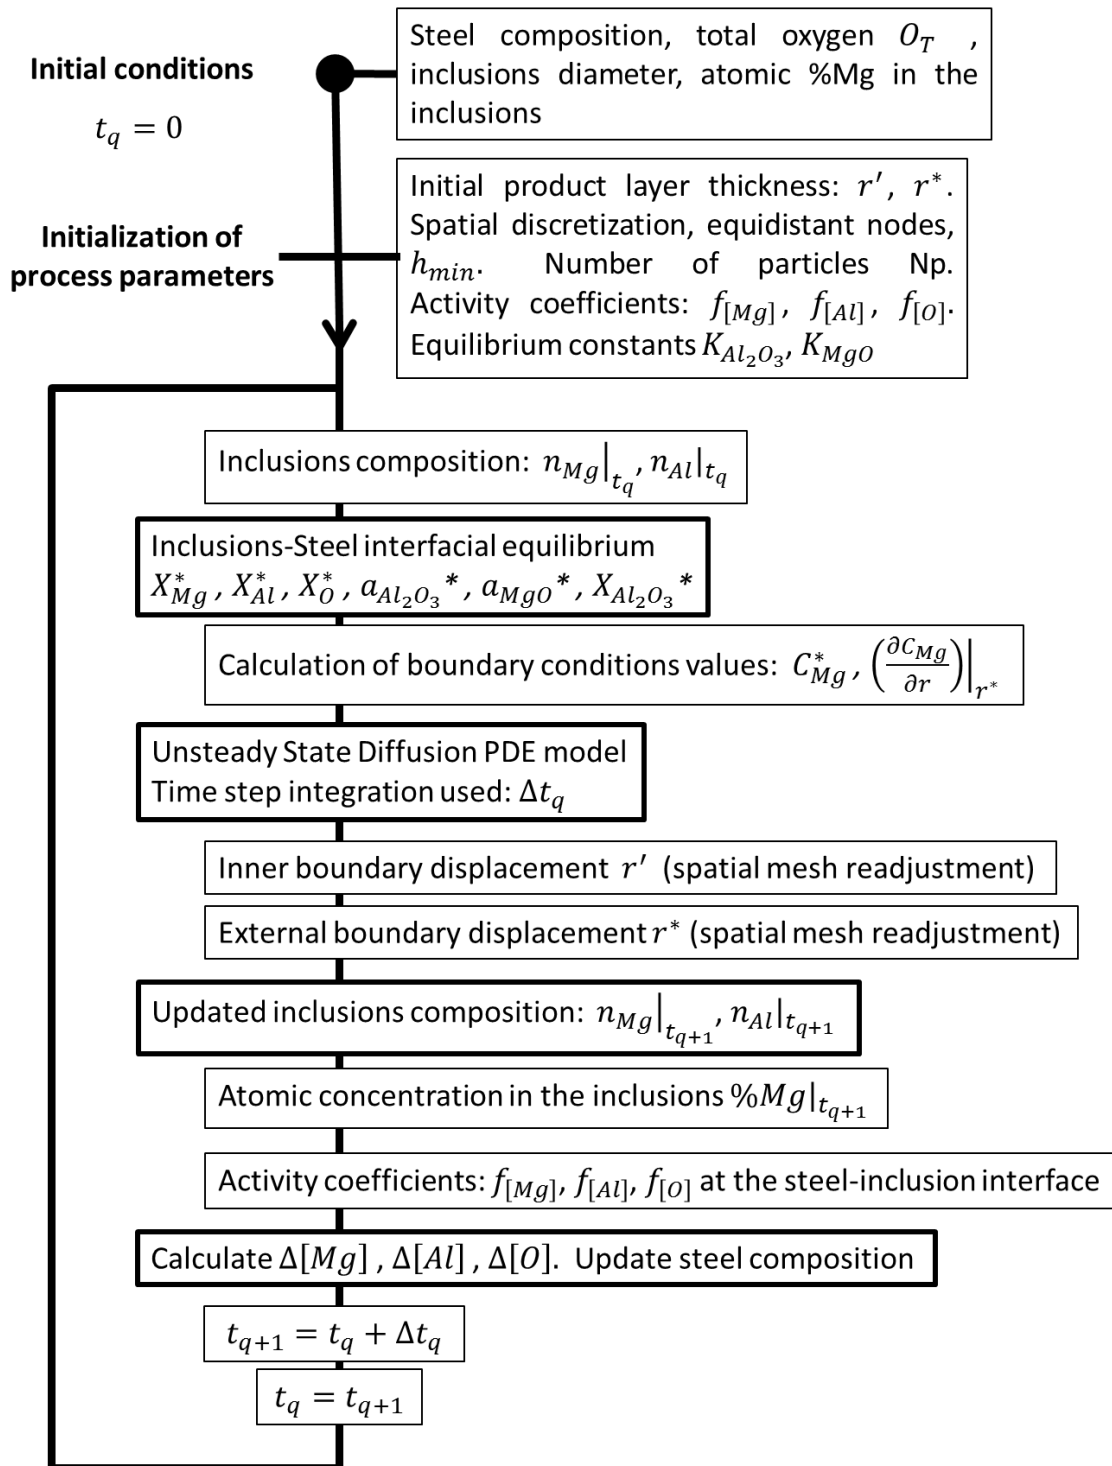 Initial conditions
t_q = 0
Steel composition, total oxygen O_T ,
inclusions diameter, atomic %Mg in the
inclusions
Initialization of
process parameters
Initial product layer thickness: r′, r*.
Spatial discretization, equidistant nodes,
h_min. Number of particles Np.
Activity coefficients: f_[Mg], f_[Al], f_[O].
Equilibrium constants K_Al₂O₃, K_MgO
Inclusions composition: n_Mg|_t_q, n_Al|_t_q
Inclusions-Steel interfacial equilibrium
X*_Mg, X*_Al, X*_O, a_Al₂O₃*, a_MgO*, X_Al₂O₃*
Calculation of boundary conditions values: C*_Mg, (∂C_Mg/∂r)|_r*
Unsteady State Diffusion PDE model
Time step integration used: Δt_q
Inner boundary displacement r′ (spatial mesh readjustment)
External boundary displacement r* (spatial mesh readjustment)
Updated inclusions composition: n_Mg|_t_q+1, n_Al|_t_q+1
Atomic concentration in the inclusions %Mg|_t_q+1
Activity coefficients: f_[Mg], f_[Al], f_[O] at the steel-inclusion interface
Calculate Δ[Mg] , Δ[Al] , Δ[O]. Update steel composition
t_q+1 = t_q + Δt_q
t_q = t_q+1